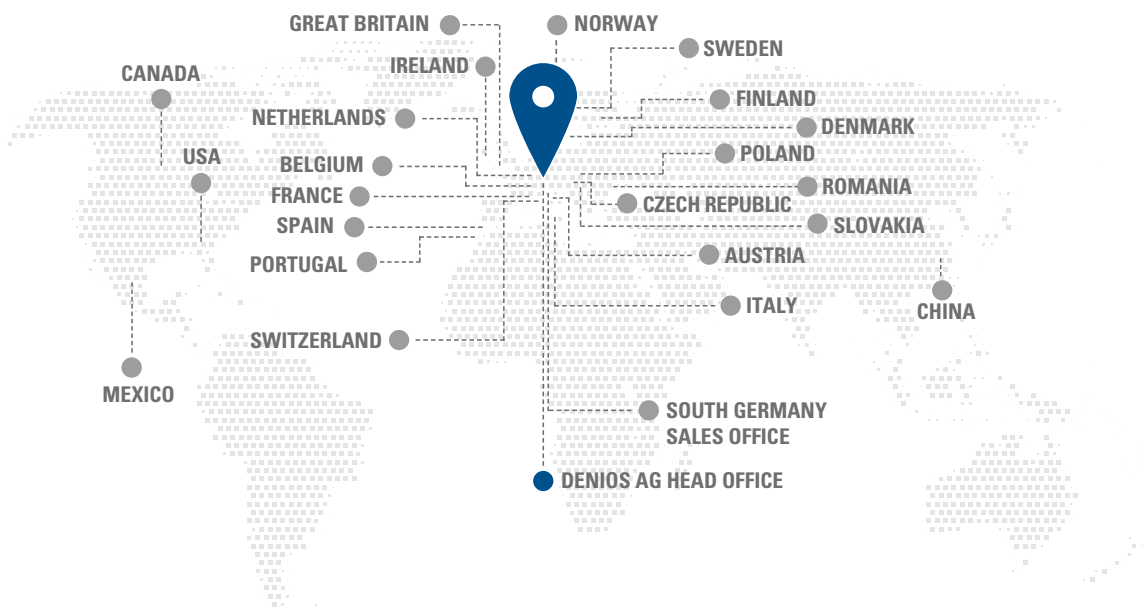 GREAT BRITAIN
NORWAY
SWEDEN
IRELAND
CANADA
FINLAND
NETHERLANDS
DENMARK
POLAND
USA
BELGIUM
ROMANIA
FRANCE
CZECH REPUBLIC
SPAIN
SLOVAKIA
AUSTRIA
PORTUGAL
ITALY
CHINA
SWITZERLAND
MEXICO
SOUTH GERMANY
SALES OFFICE
DENIOS AG HEAD OFFICE